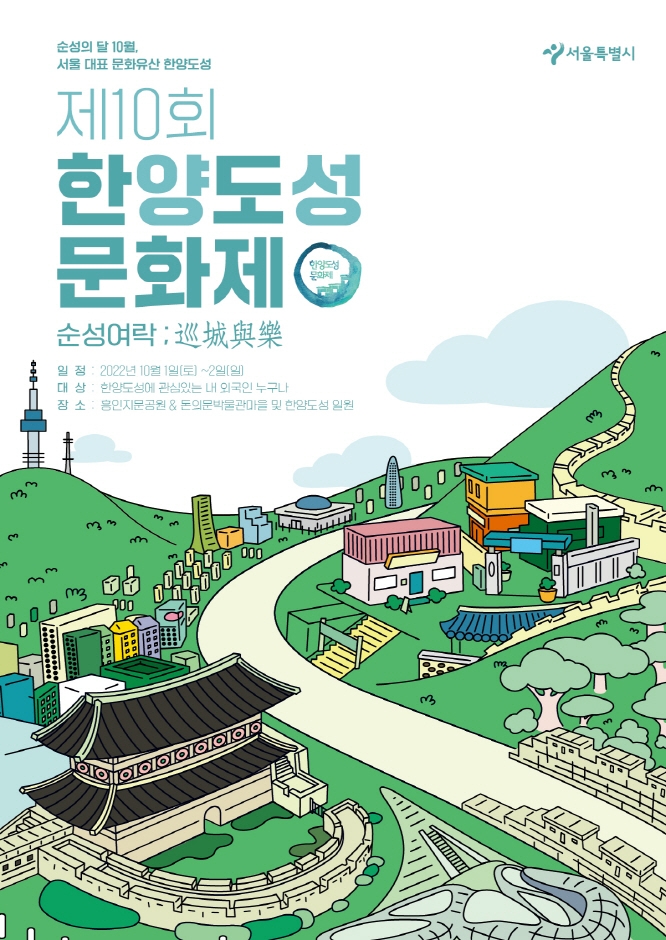 순성의 달 10월,
서울 대표 문화유산 한양도성
서울특별시
제10회
한양도성
문화제
한양도성
문화제
순성여락 ; 巡城與樂
일 정 : 2022년 10월 1일(토) ~2일(일)
대 상 : 한양도성에 관심있는 내 외국인 누구나
장 소 : 흥인지문공원 & 돈의문박물관마을 및 한양도성 일원